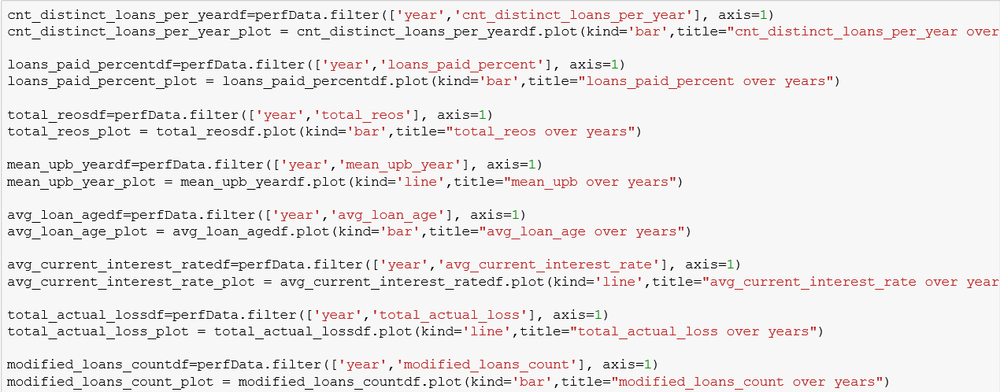 cnt_distinct_loans_per_yeardf=perfData.filter(['year','cnt_distinct_loans_per_year'], axis=1)
cnt_distinct_loans_per_year_plot = cnt_distinct_loans_per_yeardf.plot(kind='bar',title="cnt_distinct_loans_per_year over
loans_paid_percentdf=perfData.filter(['year','loans_paid_percent'], axis=1)
loans_paid_percent_plot = loans_paid_percentdf.plot(kind='bar',title="loans_paid_percent over years")
total_reosdf=perfData.filter(['year','total_reos'], axis=1)
total_reos_plot = total_reosdf.plot(kind='bar',title="total_reos over years")
mean_upb_yeardf=perfData.filter(['year','mean_upb_year'], axis=1)
mean_upb_year_plot = mean_upb_yeardf.plot(kind='line',title="mean_upb over years")
avg_loan_agedf=perfData.filter(['year','avg_loan_age'], axis=1)
avg_loan_age_plot = avg_loan_agedf.plot(kind='bar',title="avg_loan_age over years")
avg_current_interest_ratedf=perfData.filter(['year','avg_current_interest_rate'], axis=1)
avg_current_interest_rate_plot = avg_current_interest_ratedf.plot(kind='line',title="avg_current_interest_rate over year
total_actual_lossdf=perfData.filter(['year','total_actual_loss'], axis=1)
total_actual_loss_plot = total_actual_lossdf.plot(kind='line',title="total_actual_loss over years")
modified_loans_countdf=perfData.filter(['year','modified_loans_count'], axis=1)
modified_loans_count_plot = modified_loans_countdf.plot(kind='bar',title="modified_loans_count over years")